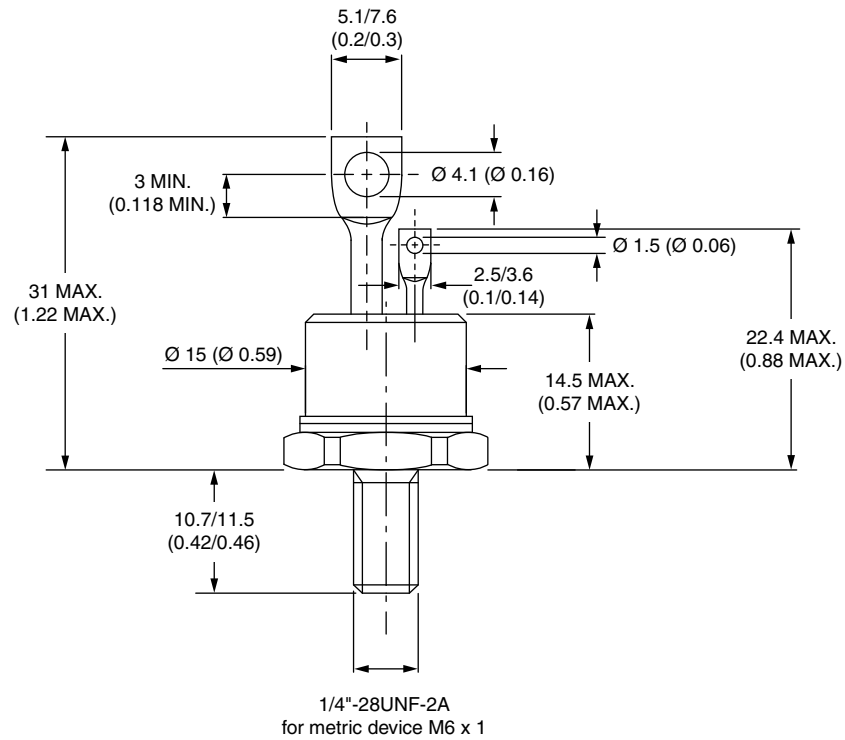 5.1/7.6
(0.2/0.3)
3 MIN.
(0.118 MIN.)
Ø 4.1 (Ø 0.16)
Ø 1.5 (Ø 0.06)
2.5/3.6
(0.1/0.14)
31 MAX.
(1.22 MAX.)
22.4 MAX.
(0.88 MAX.)
Ø 15 (Ø 0.59)
14.5 MAX.
(0.57 MAX.)
10.7/11.5
(0.42/0.46)
1/4"-28UNF-2A
for metric device M6 x 1